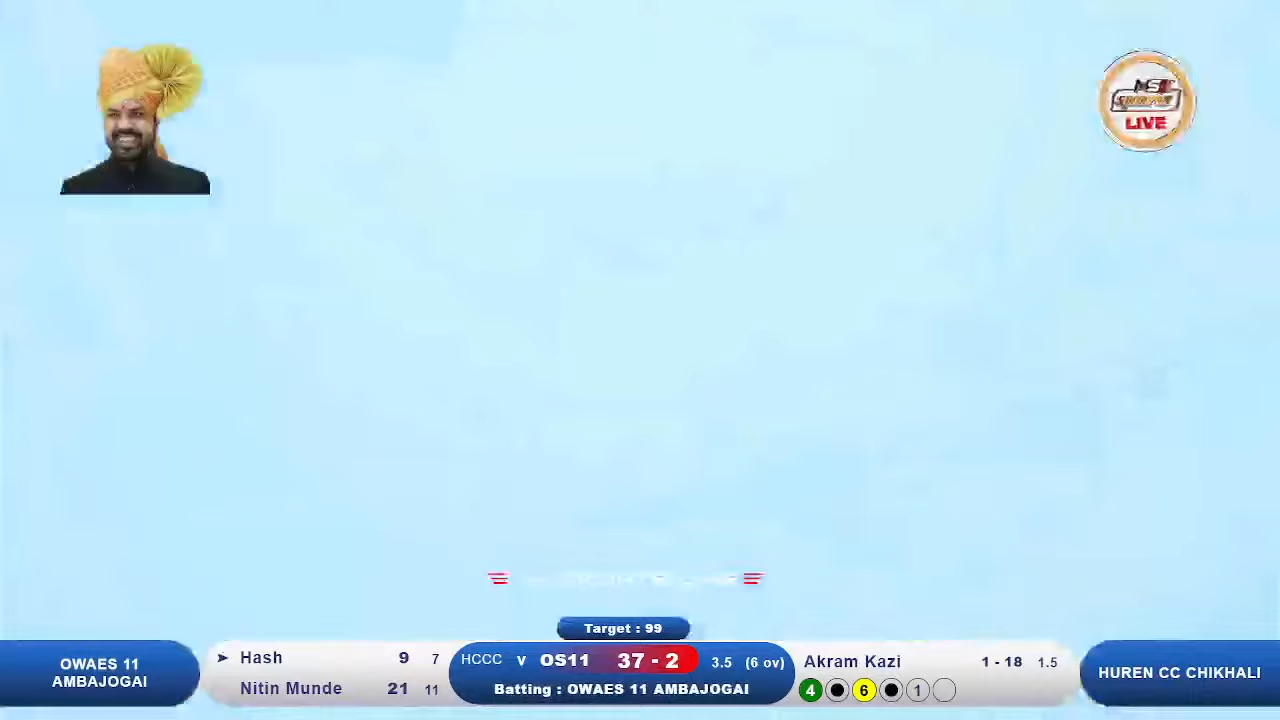 LIVE
Target : 99
OWAES 11
AMBAJOGAI
➤ Hash 9 7
Nitin Munde 21 11
HCCC v OS11 37 - 2 3.5 (6 ov)
Batting : OWAES 11 AMBAJOGAI
Akram Kazi 1 - 18 1.5
4 6 1
HUREN CC CHIKHALI